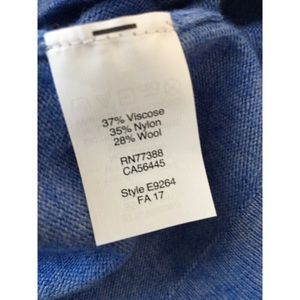 37% Viscose
35% Nylon
28% Wool
RN77388
CA56445
Style E9264
FA 17